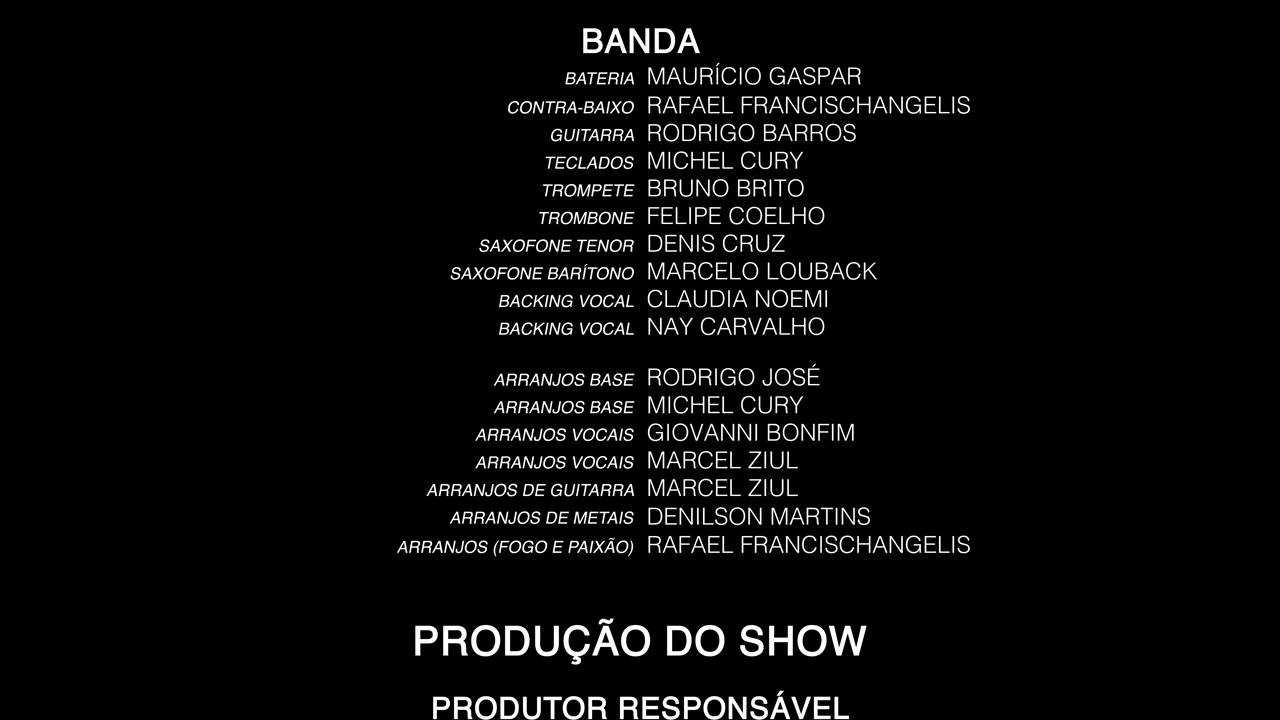 BANDA
BATERIA MAURÍCIO GASPAR
CONTRA-BAIXO RAFAEL FRANCISCHANGELIS
GUITARRA RODRIGO BARROS
TECLADOS MICHEL CURY
TROMPETE BRUNO BRITO
TROMBONE FELIPE COELHO
SAXOFONE TENOR DENIS CRUZ
SAXOFONE BARÍTONO MARCELO LOUBACK
BACKING VOCAL CLAUDIA NOEMI
BACKING VOCAL NAY CARVALHO
ARRANJOS BASE RODRIGO JOSÉ
ARRANJOS BASE MICHEL CURY
ARRANJOS VOCAIS GIOVANNI BONFIM
ARRANJOS VOCAIS MARCEL ZIUL
ARRANJOS DE GUITARRA MARCEL ZIUL
ARRANJOS DE METAIS DENILSON MARTINS
ARRANJOS (FOGO E PAIXÃO) RAFAEL FRANCISCHANGELIS
PRODUÇÃO DO SHOW
PRODUTOR RESPONSÁVEL